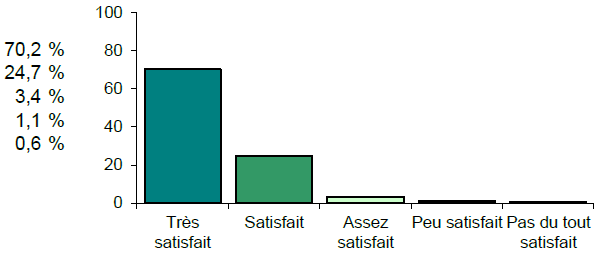 70,2 %
24,7 %
3,4 %
1,1 %
0,6 %
100
80
60
40
20
0
Très
satisfait
Satisfait
Assez
satisfait
Peu satisfait
Pas du tout
satisfait